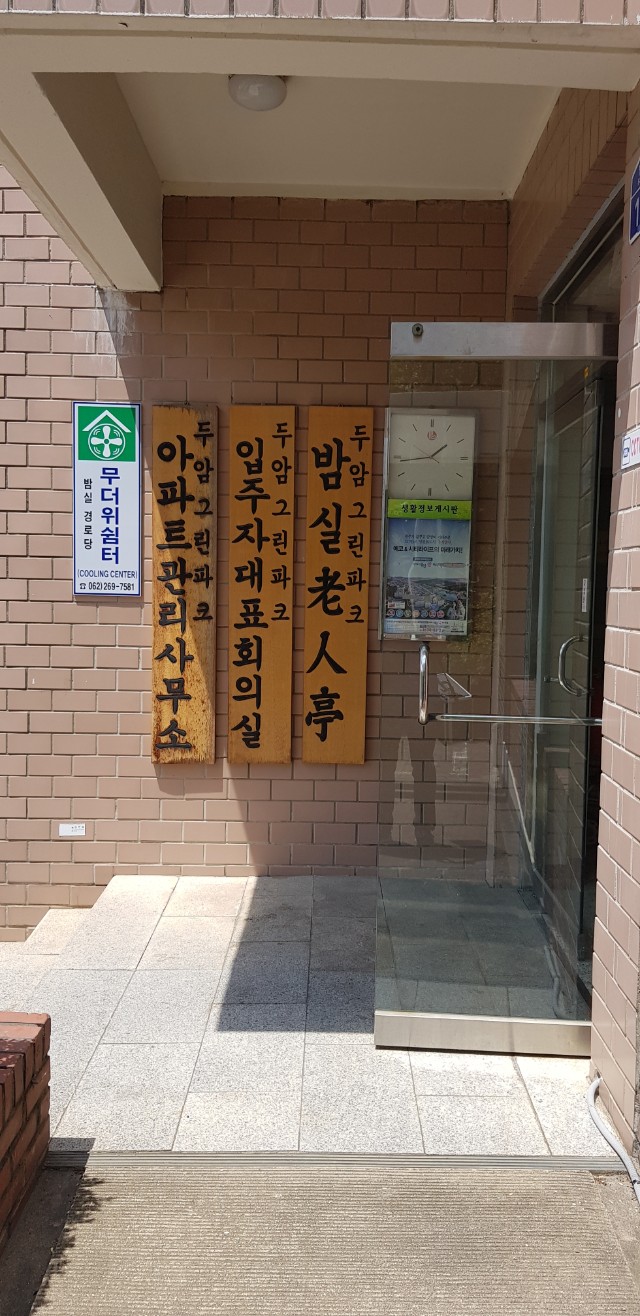 무더위쉼터
밤실 경로당
(COOLING CENTER)
☎ 062)269-7581
두암그린파크
아파트관리사무소
두암그린파크
입주자대표회의실
두암그린파크
밤실老人亭
생활정보게시판